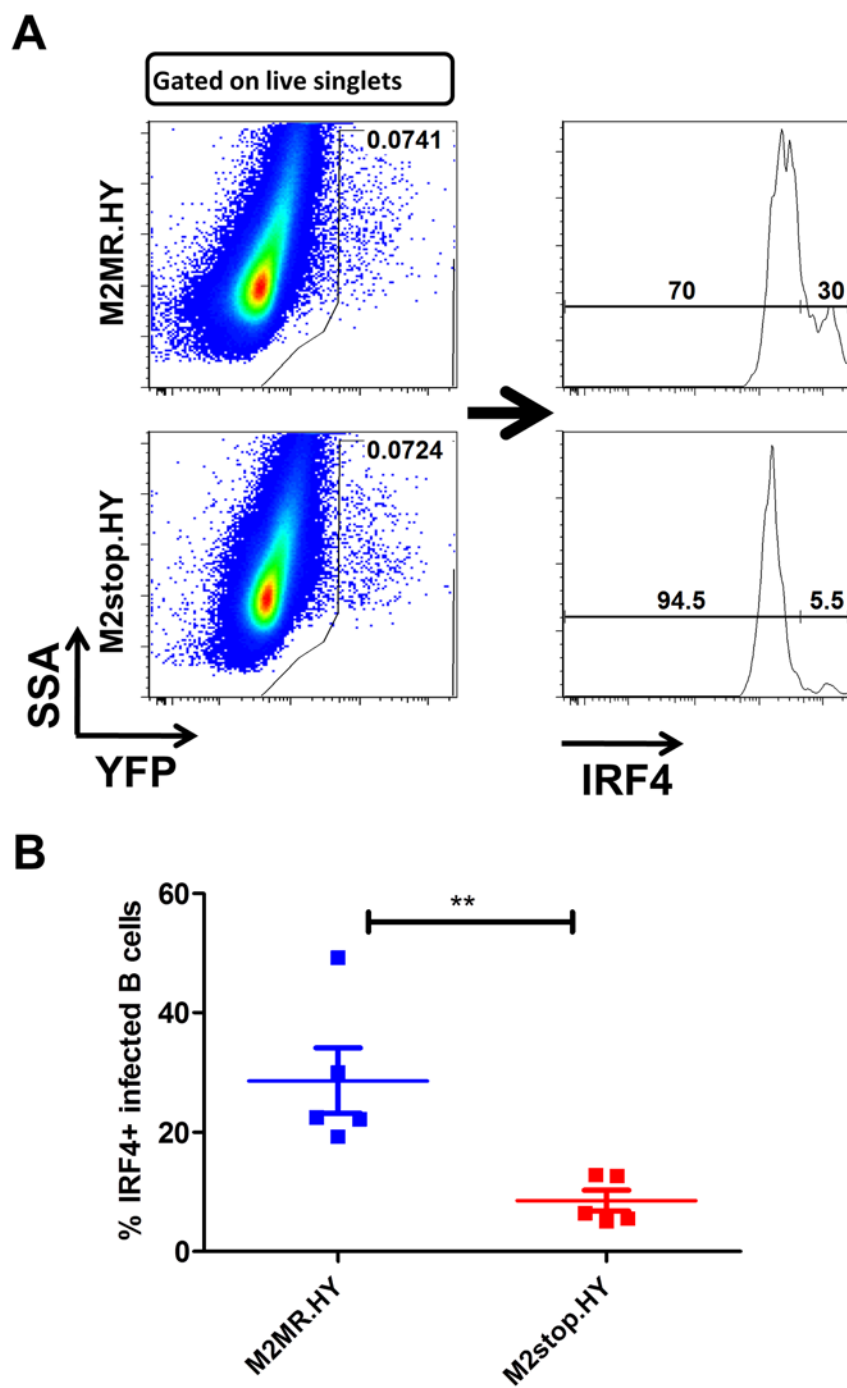 A
Gated on live singlets
M2MR.HY
0.0741
70
30
M2stop.HY
0.0724
94.5
5.5
SSA
YFP
IRF4
B
% IRF4+ infected B cells
60
40
20
0
**
M2MR.HY
M2stop.HY